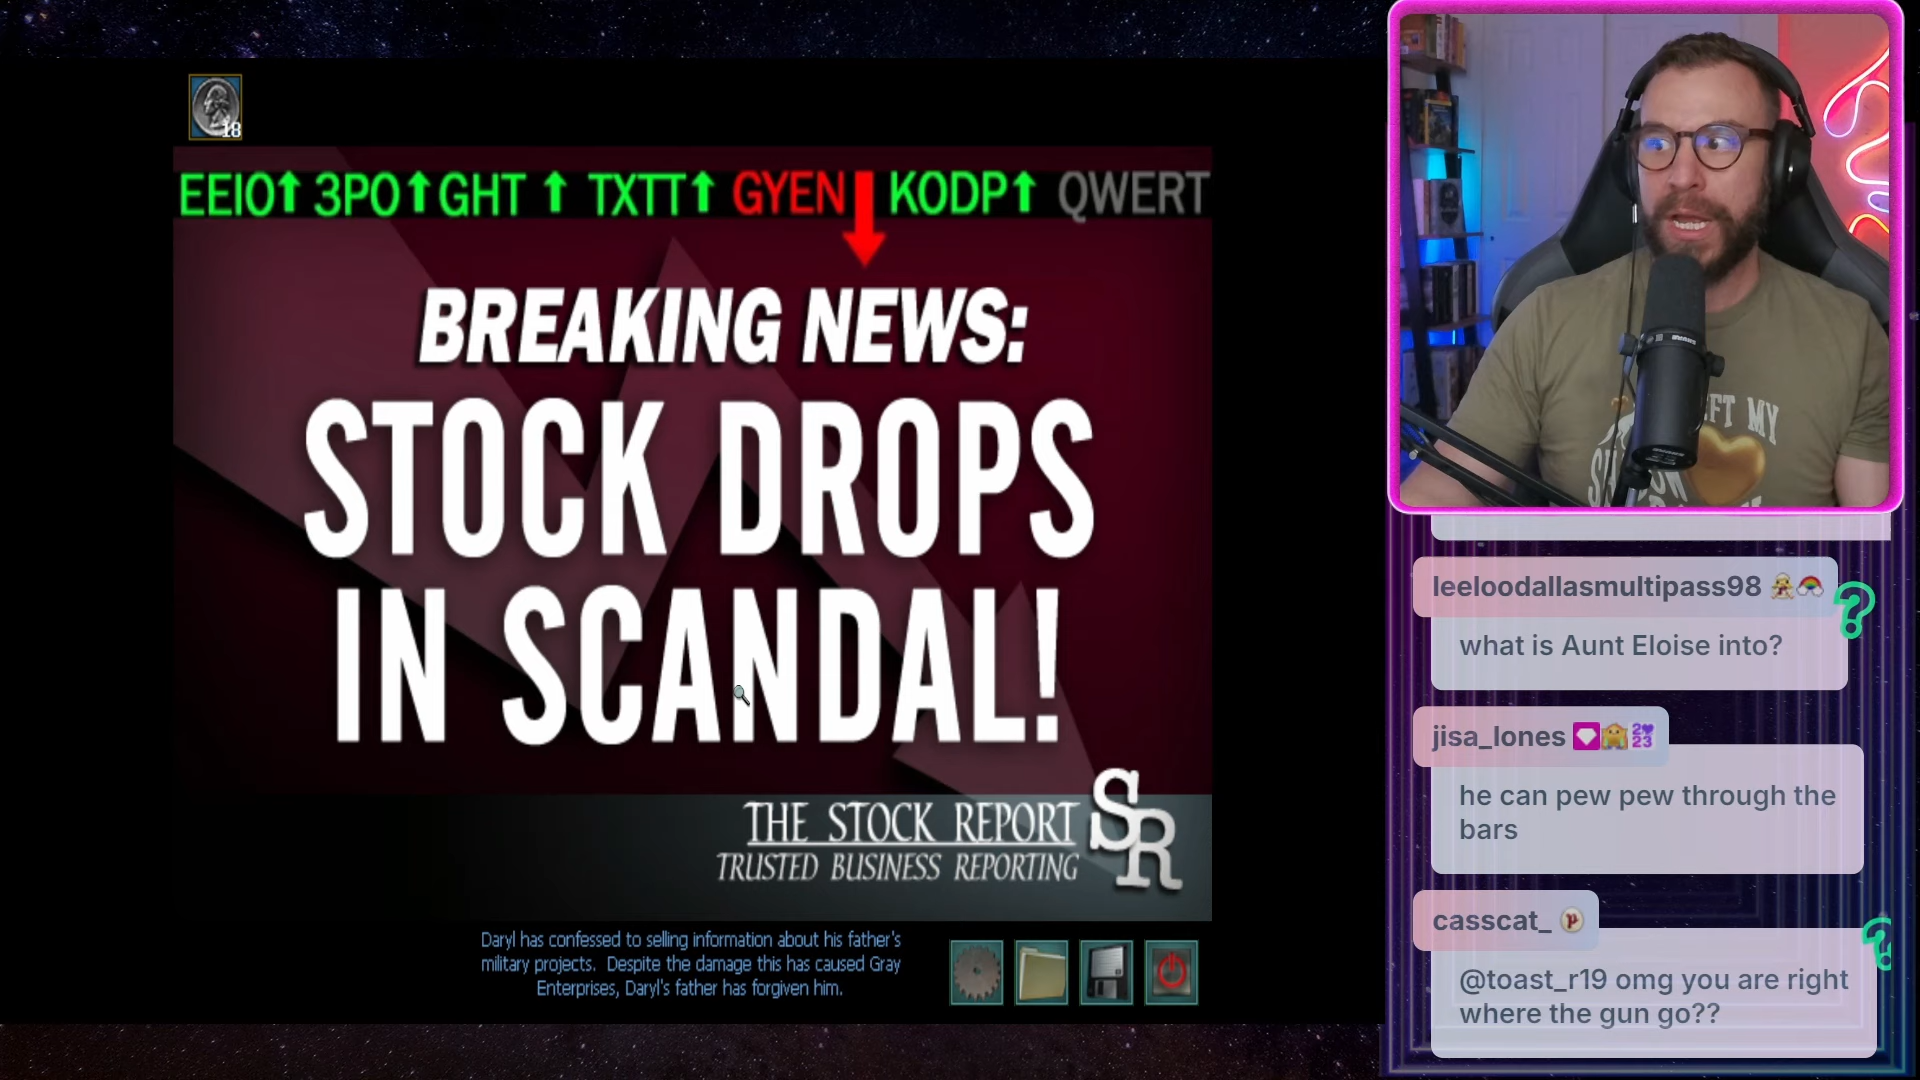 18
EEIO↑ 3PO↑ GHT ↑ TXTT↑ GYEN↓ KODP↑ QWERT
BREAKING NEWS:
STOCK DROPS
IN SCANDAL!
THE STOCK REPORT
TRUSTED BUSINESS REPORTING
SR
Daryl has confessed to selling information about his father's
military projects. Despite the damage this has caused Gray
Enterprises, Daryl's father has forgiven him.
FT MY
leeloodallasmultipass98
what is Aunt Eloise into?
jisa_lones
he can pew pew through the
bars
casscat_
@toast_r19 omg you are right
where the gun go??